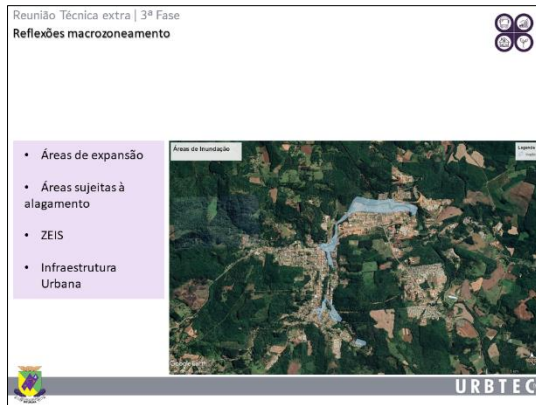 Reunião Técnica extra | 3ª Fase
Reflexões macrozoneamento
• Áreas de expansão
• Áreas sujeitas à
alagamento
• ZEIS
• Infraestrutura
Urbana
Áreas de Inundação
Legenda
Google Earth
URBTEC